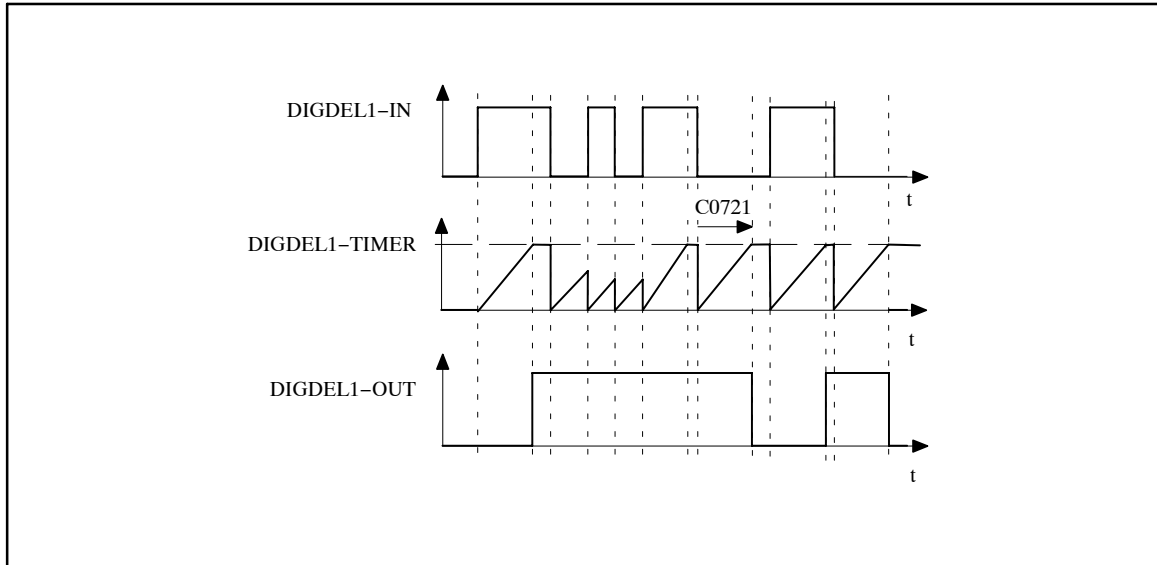 DIGDEL1−IN
t
C0721
DIGDEL1−TIMER
t
DIGDEL1−OUT
t